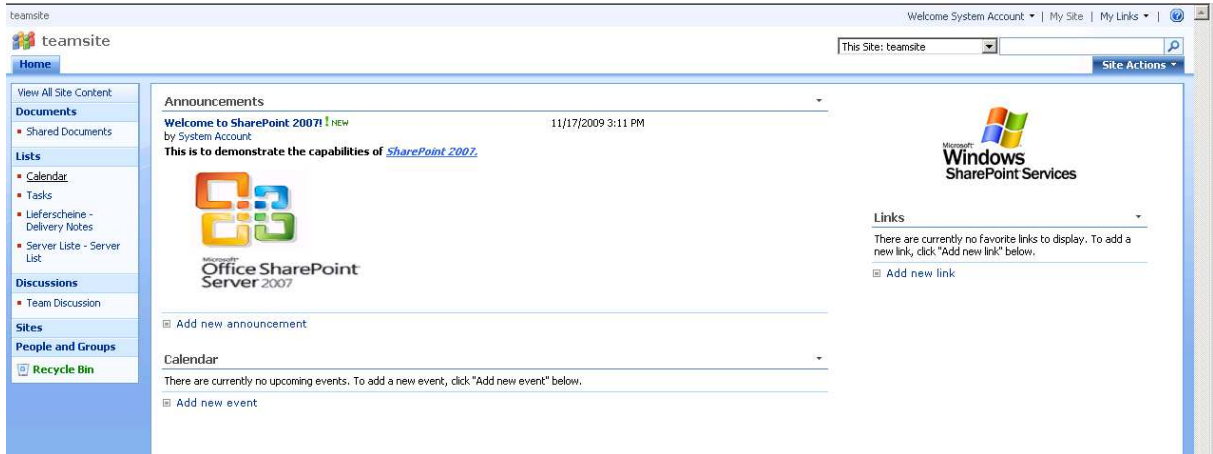 teamsite
Welcome System Account | My Site | My Links |
teamsite
This Site: teamsite
Home
Site Actions
View All Site Content
Documents
Shared Documents
Lists
Calendar
Tasks
Lieferscheine -
Delivery Notes
Server Liste - Server
List
Discussions
Team Discussion
Sites
People and Groups
Recycle Bin
Announcements
Welcome to SharePoint 2007! ! NEW
11/17/2009 3:11 PM
by System Account
This is to demonstrate the capabilities of SharePoint 2007.
Microsoft
Office SharePoint
Server 2007
Add new announcement
Calendar
There are currently no upcoming events. To add a new event, click "Add new event" below.
Add new event
Microsoft
Windows
SharePoint Services
Links
There are currently no favorite links to display. To add a
new link, click "Add new link" below.
Add new link